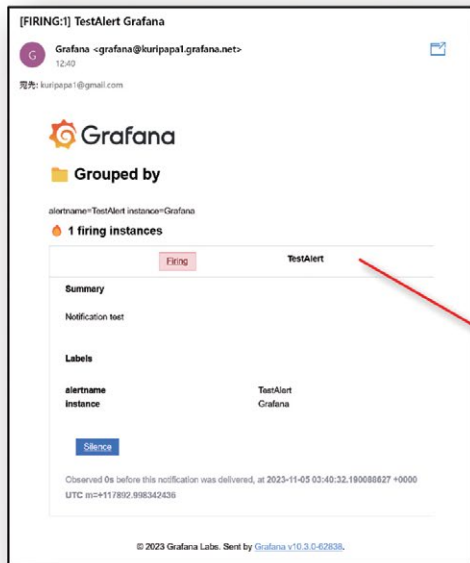 [FIRING:1] TestAlert Grafana
G
Grafana <grafana@kuripapa1.grafana.net>
12:40
宛先: kuripapa1@gmail.com
Grafana
Grouped by
alertname=TestAlert instance=Grafana
1 firing instances
Firing TestAlert
Summary
Notification test
Labels
alertname TestAlert
instance Grafana
Silence
Observed 0s before this notification was delivered, at 2023-11-05 03:40:32.190088627 +0000
UTC m=+117892.998342436
© 2023 Grafana Labs. Sent by Grafana v10.3.0-62838.